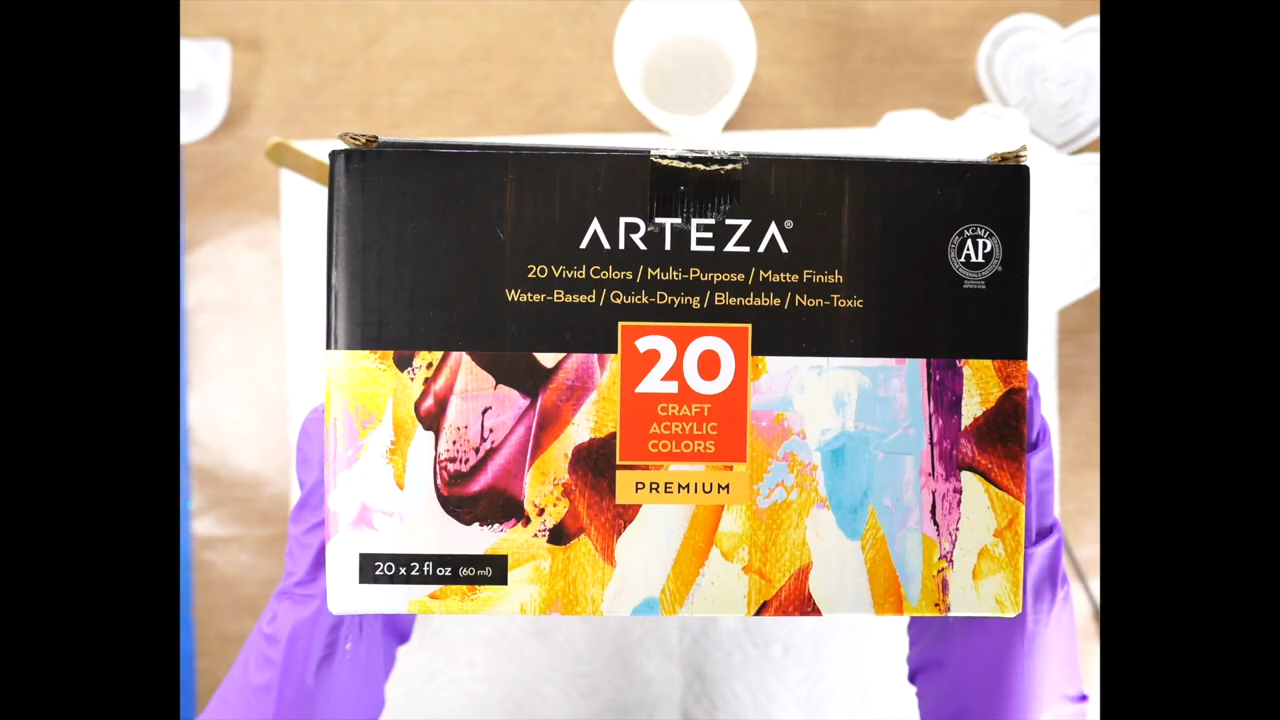 ARTEZA®
20 Vivid Colors / Multi-Purpose / Matte Finish
Water-Based / Quick-Drying / Blendable / Non-Toxic
ACMI
AP
20
CRAFT
ACRYLIC
COLORS
PREMIUM
20 x 2 fl oz (60 ml)